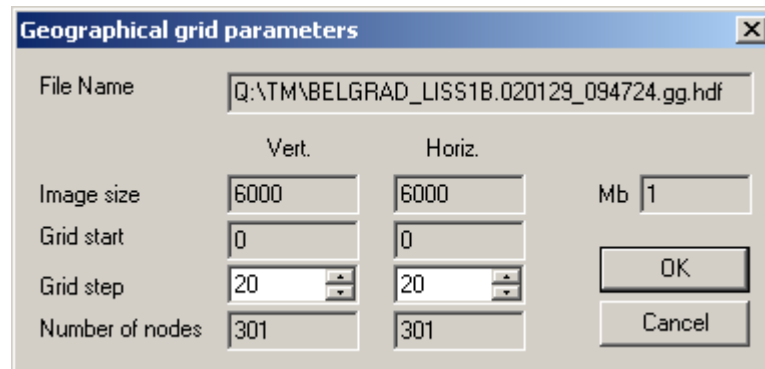 Geographical grid parameters
File Name Q:\TM\BELGRAD_LISS1B.020129_094724.gg.hdf
Vert. Horiz.
Image size 6000 6000 Mb 1
Grid start 0 0
OK
Grid step 20 20
Number of nodes 301 301 Cancel